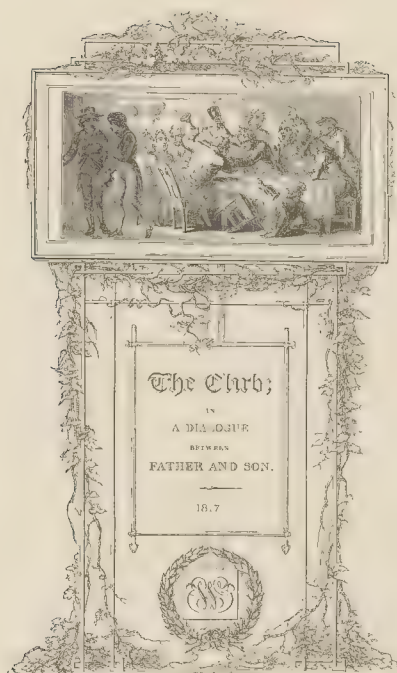 The Club;
IN
A DIALOGUE
BETWEEN
FATHER AND SON.